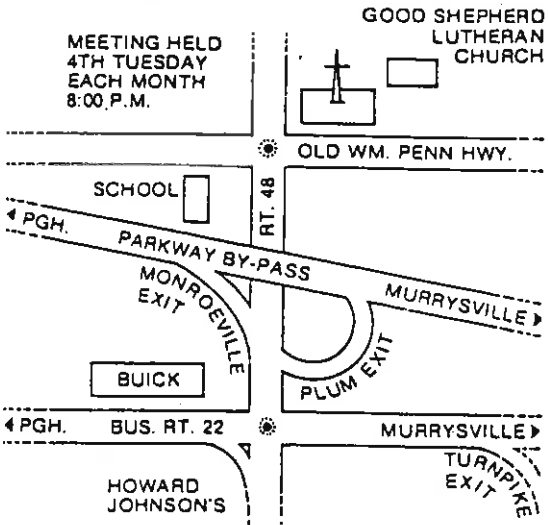 GOOD SHEPHERD
LUTHERAN
CHURCH
MEETING HELD
4TH TUESDAY
EACH MONTH
8:00 P.M.
OLD WM. PENN HWY.
SCHOOL
RT. 48
PGH.
PARKWAY BY-PASS
MURRYSVILLE
MONROEVILLE
EXIT
PLUM EXIT
BUICK
PGH.
BUS. RT. 22
MURRYSVILLE
TURNPIKE
EXIT
HOWARD
JOHNSON'S